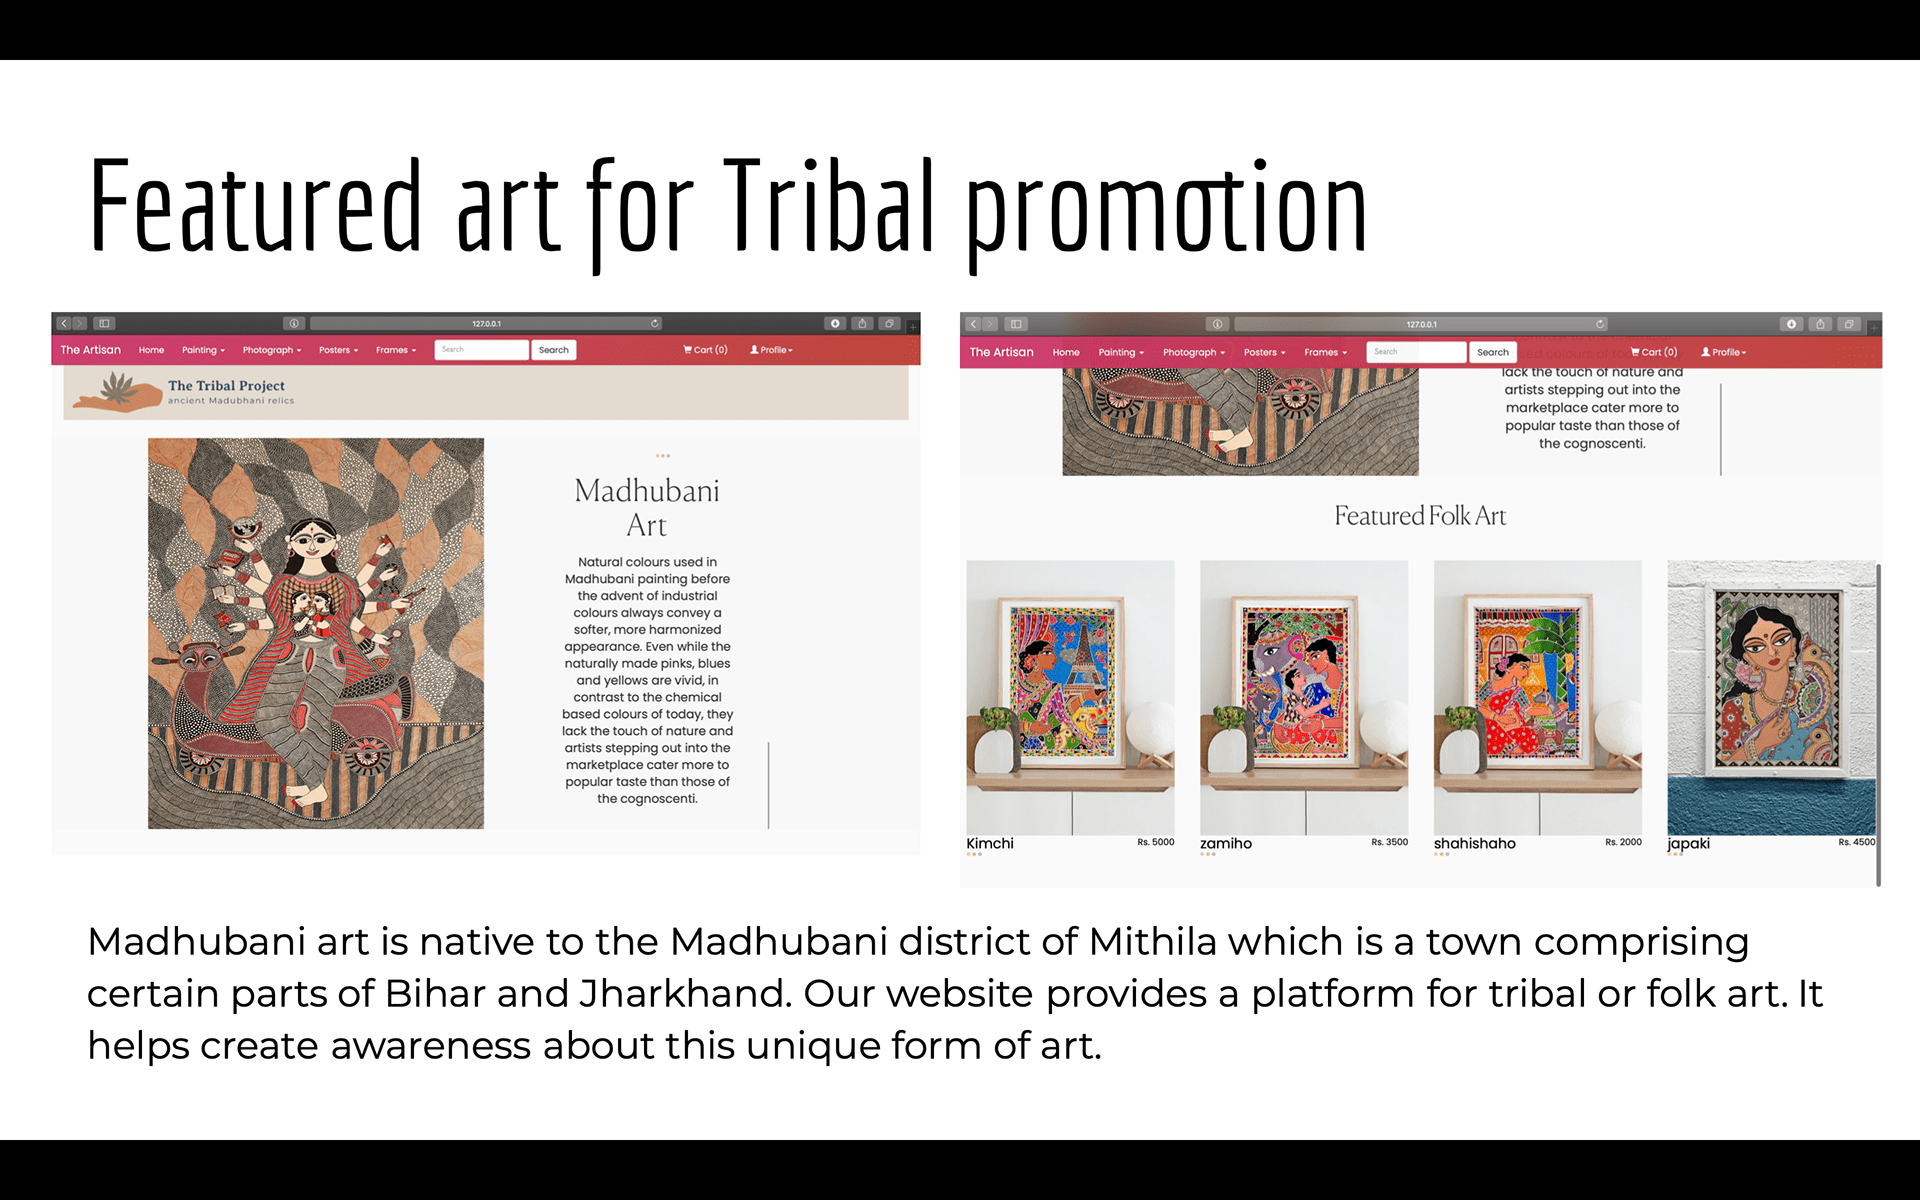 Featured art for Tribal promotion
127.0.0.1
The Artisan Home Painting Photograph Posters Frames Search Search Cart (0) Profile
The Tribal Project
ancient Madubhani relics
Madhubani
Art
Natural colours used in
Madhubani painting before
the advent of industrial
colours always convey a
softer, more harmonized
appearance. Even while the
naturally made pinks, blues
and yellows are vivid, in
contrast to the chemical
based colours of today, they
lack the touch of nature and
artists stepping out into the
marketplace cater more to
popular taste than those of
the cognoscenti.
127.0.0.1
The Artisan Home Painting Photograph Posters Frames Search Search Cart (0) Profile
lack the touch of nature and
artists stepping out into the
marketplace cater more to
popular taste than those of
the cognoscenti.
Featured Folk Art
Kimchi Rs. 5000
zamiho Rs. 3500
shahishaho Rs. 2000
japaki Rs. 4500
Madhubani art is native to the Madhubani district of Mithila which is a town comprising
certain parts of Bihar and Jharkhand. Our website provides a platform for tribal or folk art. It
helps create awareness about this unique form of art.